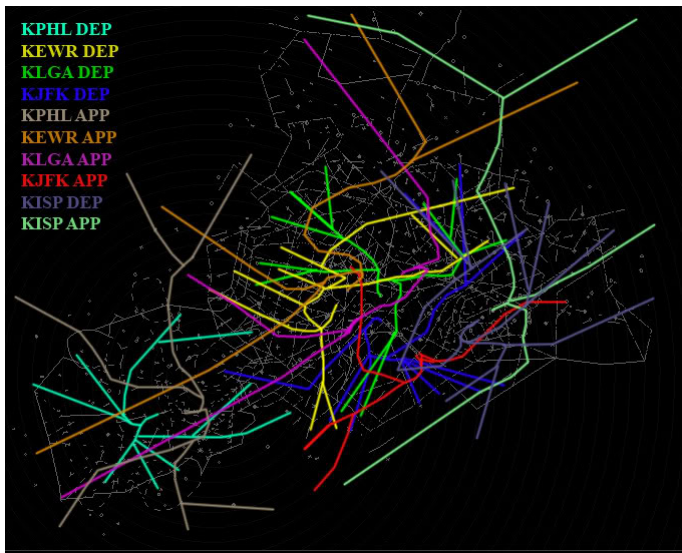 KPHL DEP
KEWR DEP
KLGA DEP
KJFK DEP
KPHL APP
KEWR APP
KLGA APP
KJFK APP
KISP DEP
KISP APP